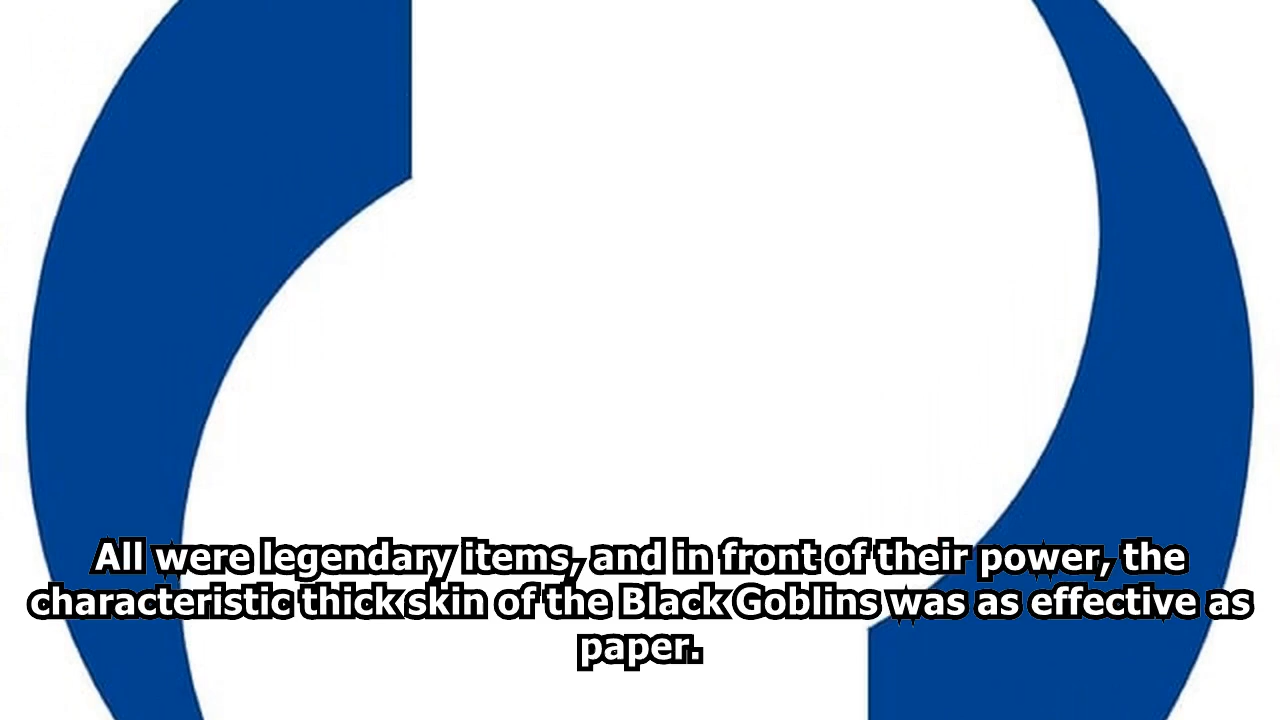 All were legendary items, and in front of their power, the
characteristic thick skin of the Black Goblins was as effective as
paper.